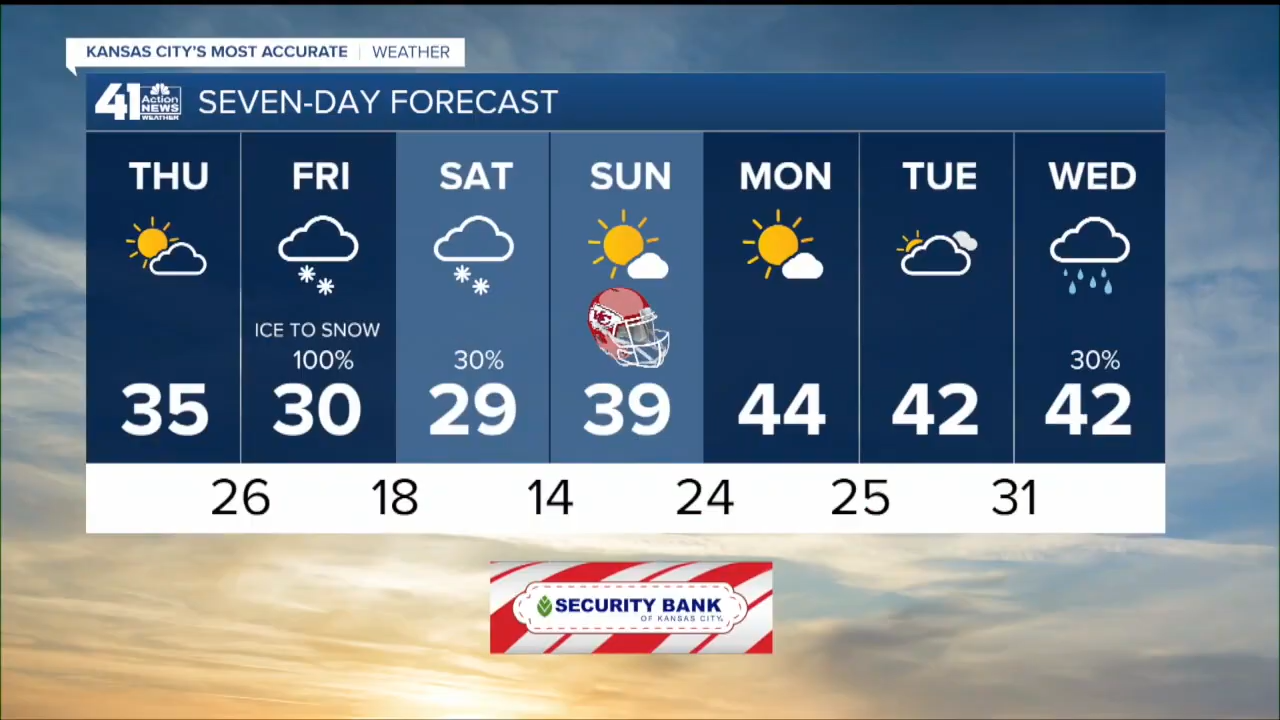 KANSAS CITY'S MOST ACCURATE | WEATHER
41 Action NEWS WEATHER
SEVEN-DAY FORECAST
THU FRI SAT SUN MON TUE WED
ICE TO SNOW
100% 30% 30%
35 30 29 39 44 42 42
26 18 14 24 25 31
SECURITY BANK
OF KANSAS CITY